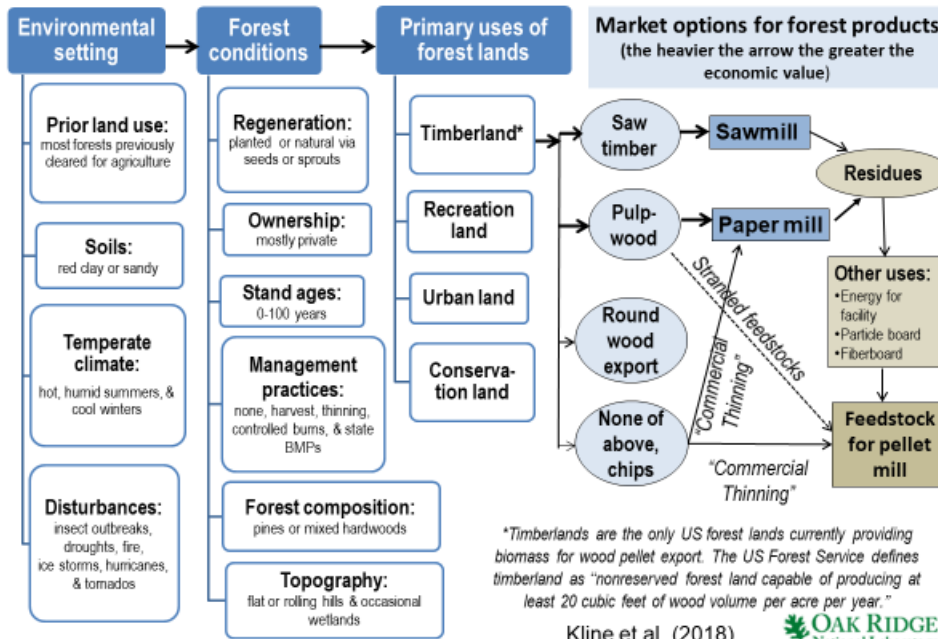 Environmental
setting
Prior land use:
most forests previously
cleared for agriculture
Soils:
red clay or sandy
Temperate
climate:
hot, humid summers, &
cool winters
Disturbances:
insect outbreaks,
droughts, fire,
ice storms, hurricanes,
& tornados
Forest
conditions
Regeneration:
planted or natural via
seeds or sprouts
Ownership:
mostly private
Stand ages:
0-100 years
Management
practices:
none, harvest, thinning,
controlled burns, & state
BMPs
Forest composition:
pines or mixed hardwoods
Topography:
flat or rolling hills & occasional
wetlands
Primary uses of
forest lands
Timberland*
Recreation
land
Urban land
Conserva-
tion land
Market options for forest products
(the heavier the arrow the greater the
economic value)
Saw
timber
Sawmill
Residues
Pulp-
wood
Paper mill
Other uses:
•Energy for
facility
•Particle board
•Fiberboard
Round
wood
export
Stranded feedstocks
"Commercial
Thinning"
None of
above,
chips
Feedstock
for pellet
mill
"Commercial
Thinning"
*Timberlands are the only US forest lands currently providing
biomass for wood pellet export. The US Forest Service defines
timberland as "nonreserved forest land capable of producing at
least 20 cubic feet of wood volume per acre per year."
Kline et al. (2018)
OAK RIDGE